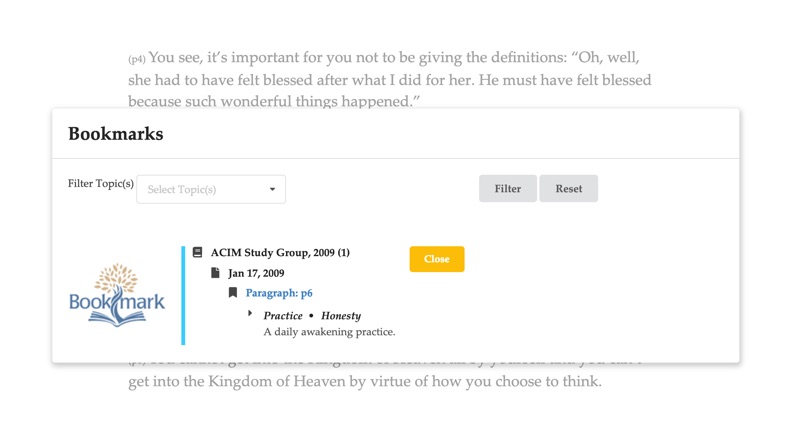 (p4) You see, it’s important for you not to be giving the definitions: “Oh, well,
she had to have felt blessed after what I did for her. He must have felt blessed
because such wonderful things happened.”
Bookmarks
Filter Topic(s)
Select Topic(s)
Filter
Reset
Bookmark
ACIM Study Group, 2009 (1)
Close
Jan 17, 2009
Paragraph: p6
Practice • Honesty
A daily awakening practice.
get into the Kingdom of Heaven by virtue of how you choose to think.